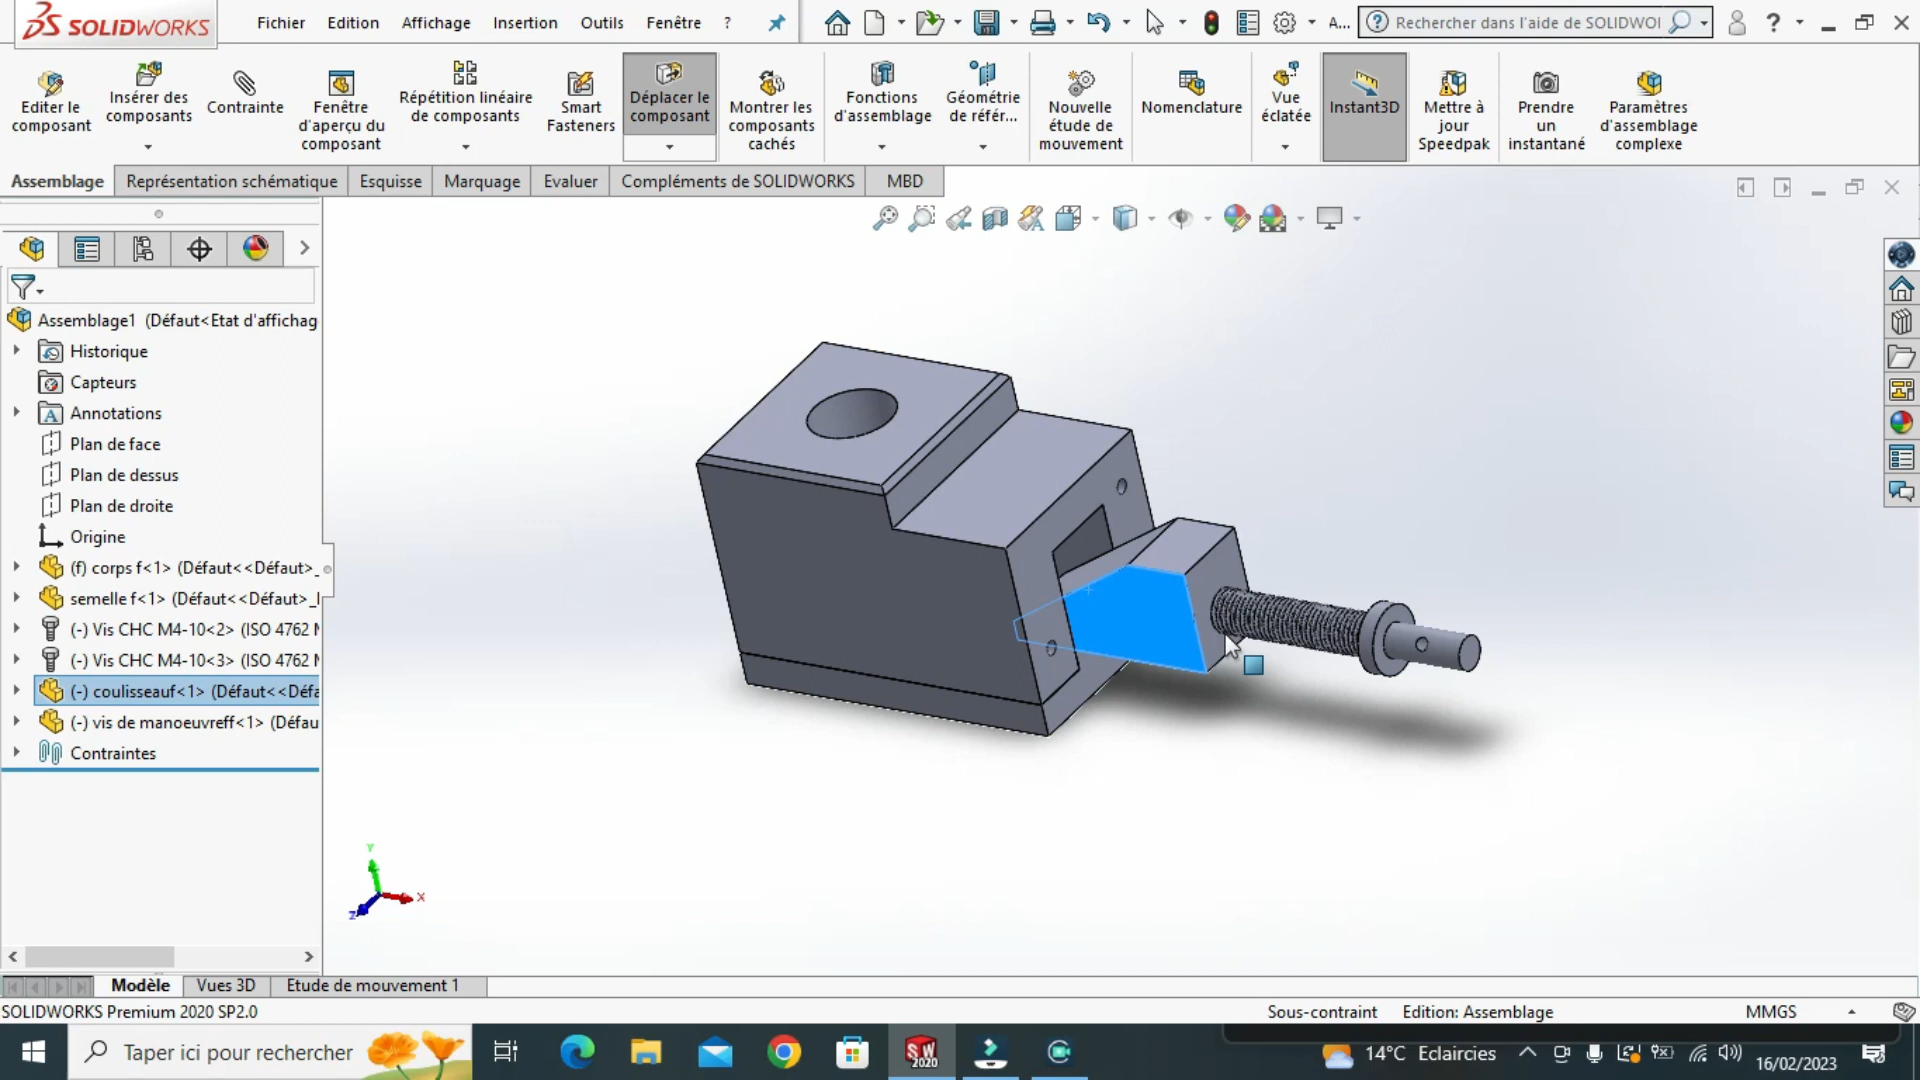 SOLIDWORKS
Fichier
Edition
Affichage
Insertion
Outils
Fenêtre
?
A...
Rechercher dans l'aide de SOLIDWOI
Editer le
composant
Insérer des
composants
Contrainte
Fenêtre
d'aperçu du
composant
Répétition linéaire
de composants
Smart
Fasteners
Déplacer le
composant
Montrer les
composants
cachés
Fonctions
d'assemblage
Géométrie
de référ...
Nouvelle
étude de
mouvement
Nomenclature
Vue
éclatée
Instant3D
Mettre à
jour
Speedpak
Prendre
un
instantané
Paramètres
d'assemblage
complexe
Assemblage
Représentation schématique
Esquisse
Marquage
Evaluer
Compléments de SOLIDWORKS
MBD
Assemblage1 (Défaut<Etat d'affichag
Historique
Capteurs
Annotations
Plan de face
Plan de dessus
Plan de droite
Origine
(f) corps f<1> (Défaut<<Défaut>_
semelle f<1> (Défaut<<Défaut>_I
(-) Vis CHC M4-10<2> (ISO 4762 M
(-) Vis CHC M4-10<3> (ISO 4762 M
(-) coulisseauf<1> (Défaut<<Défa
(-) vis de manoeuvreff<1> (Défau
Contraintes
Y
X
Z
Modèle
Vues 3D
Etude de mouvement 1
SOLIDWORKS Premium 2020 SP2.0
Sous-contraint
Edition: Assemblage
MMGS
Taper ici pour rechercher
SW
2020
14°C Eclaircies
16/02/2023